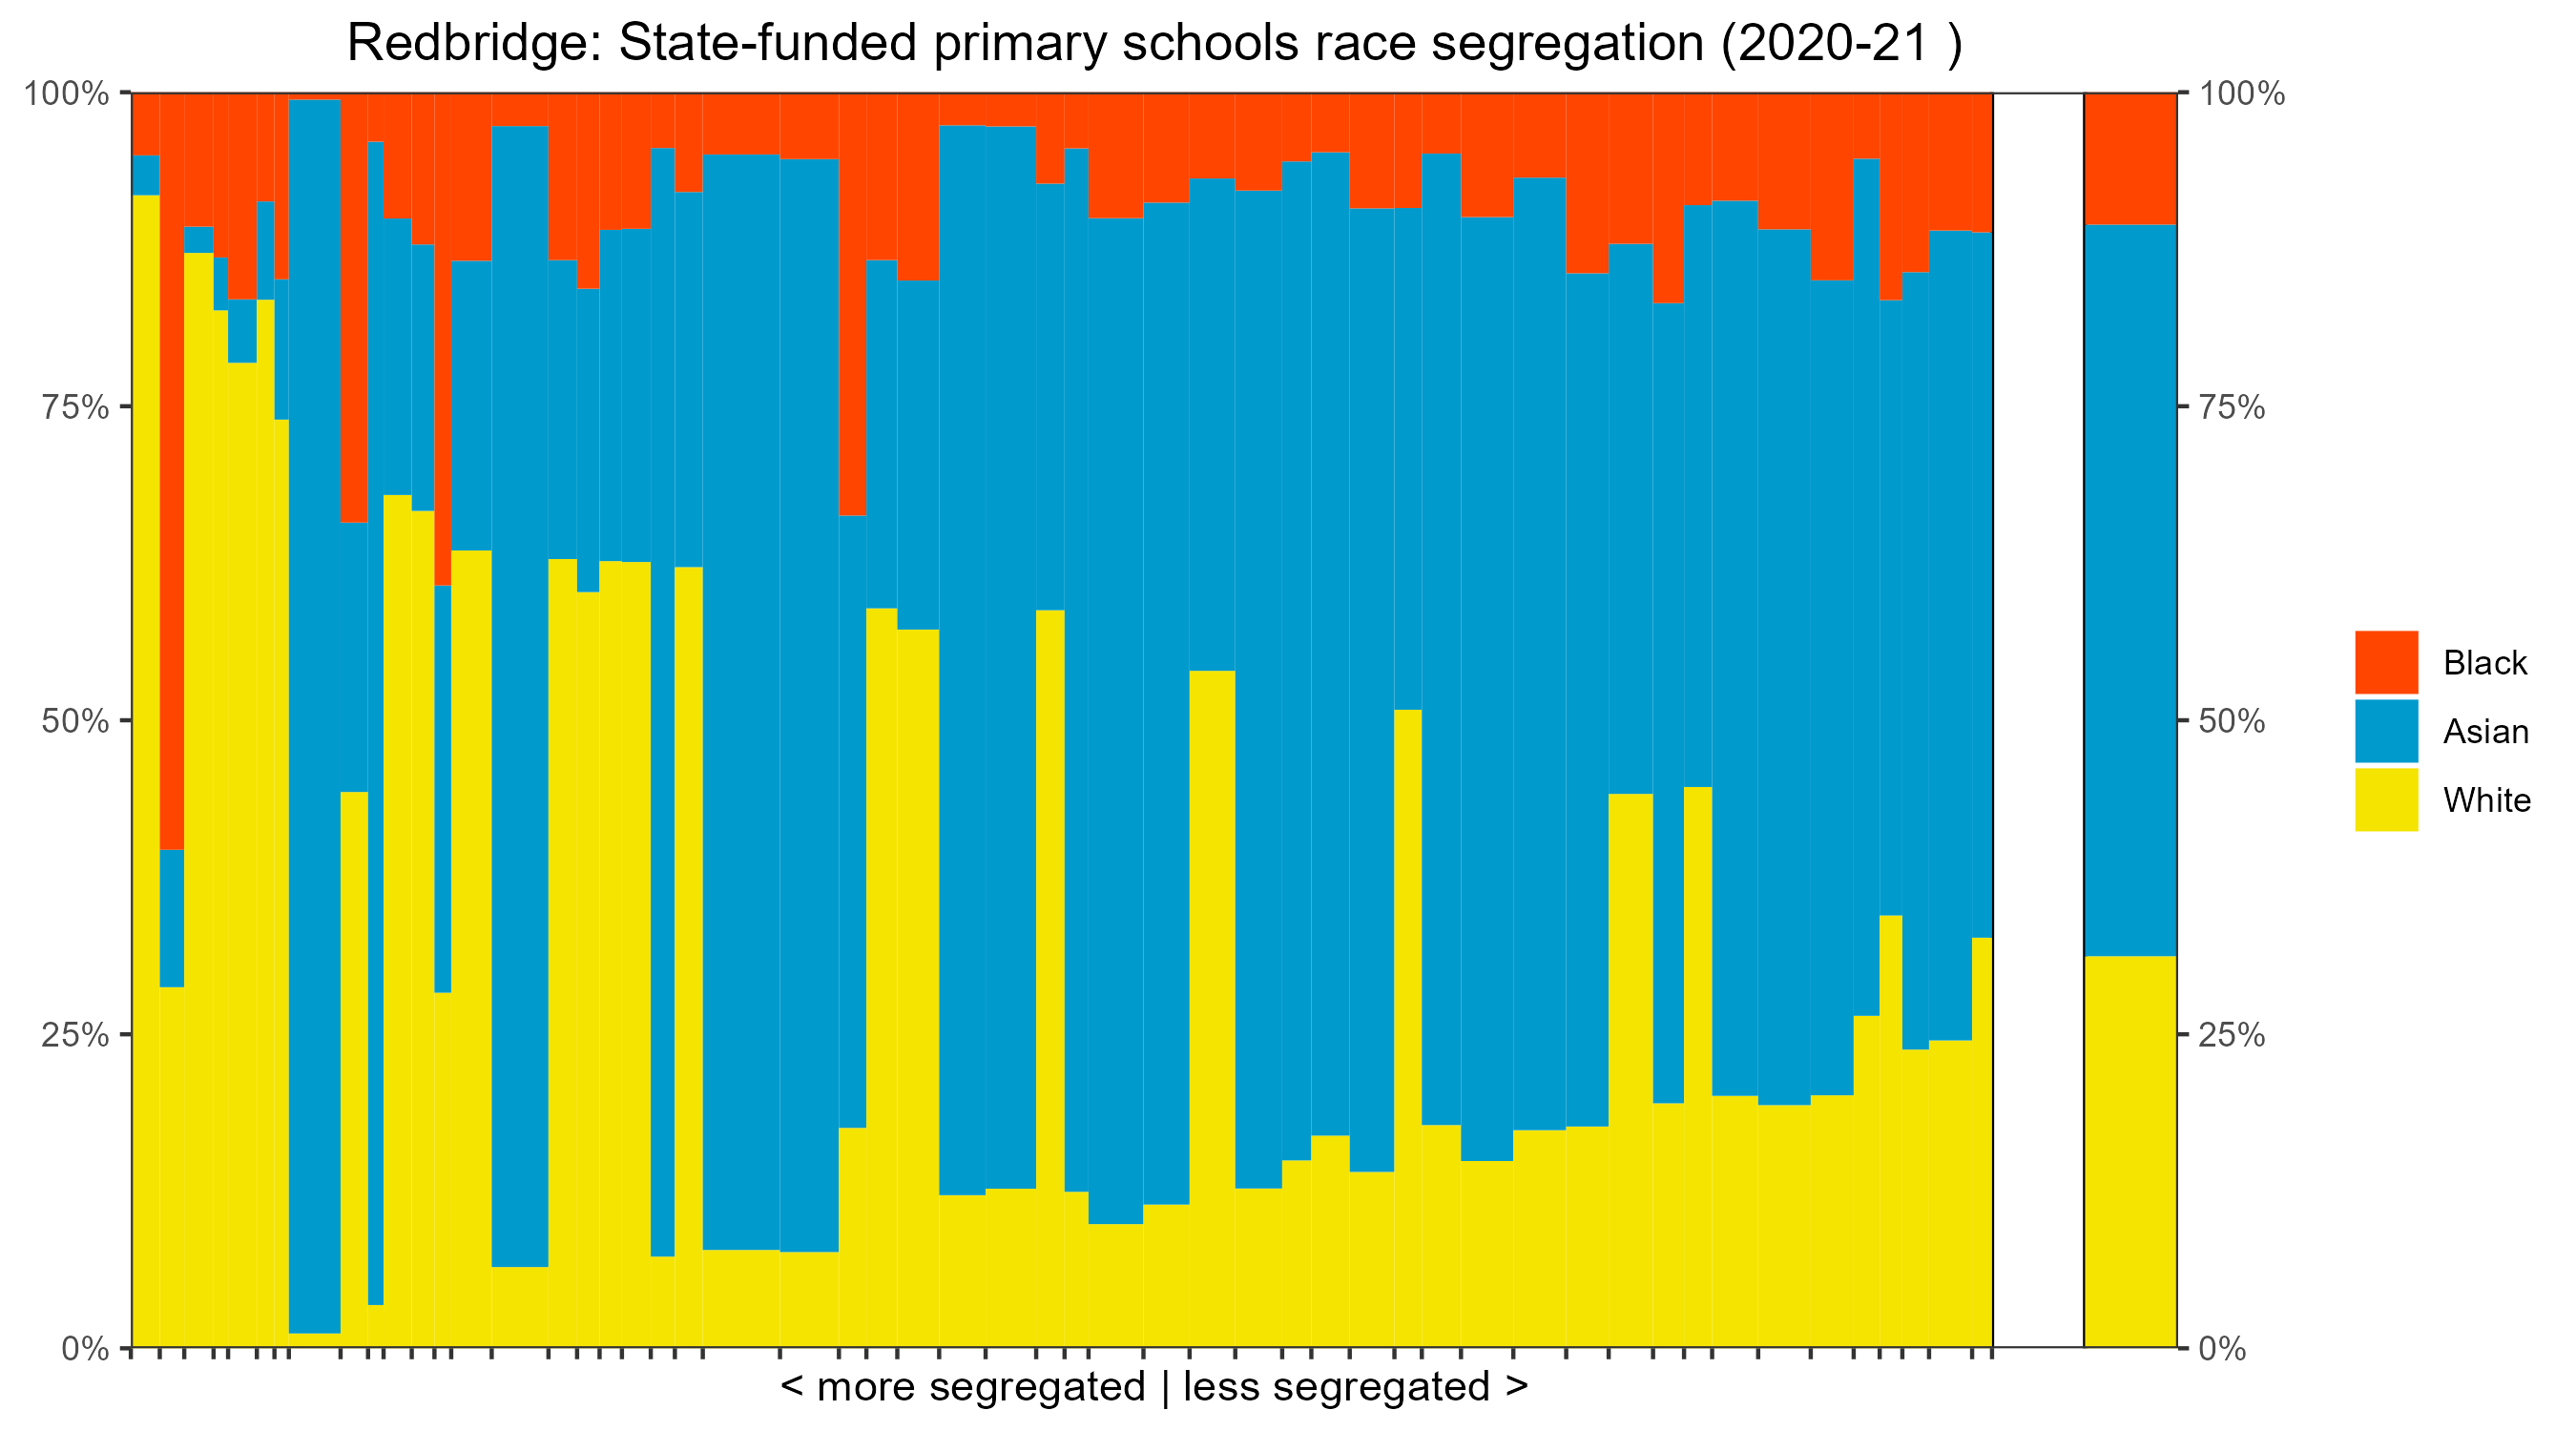 Redbridge: State-funded primary schools race segregation (2020-21 )
100%
75%
50%
25%
0%
100%
75%
50%
25%
0%
Black
Asian
White
< more segregated | less segregated >